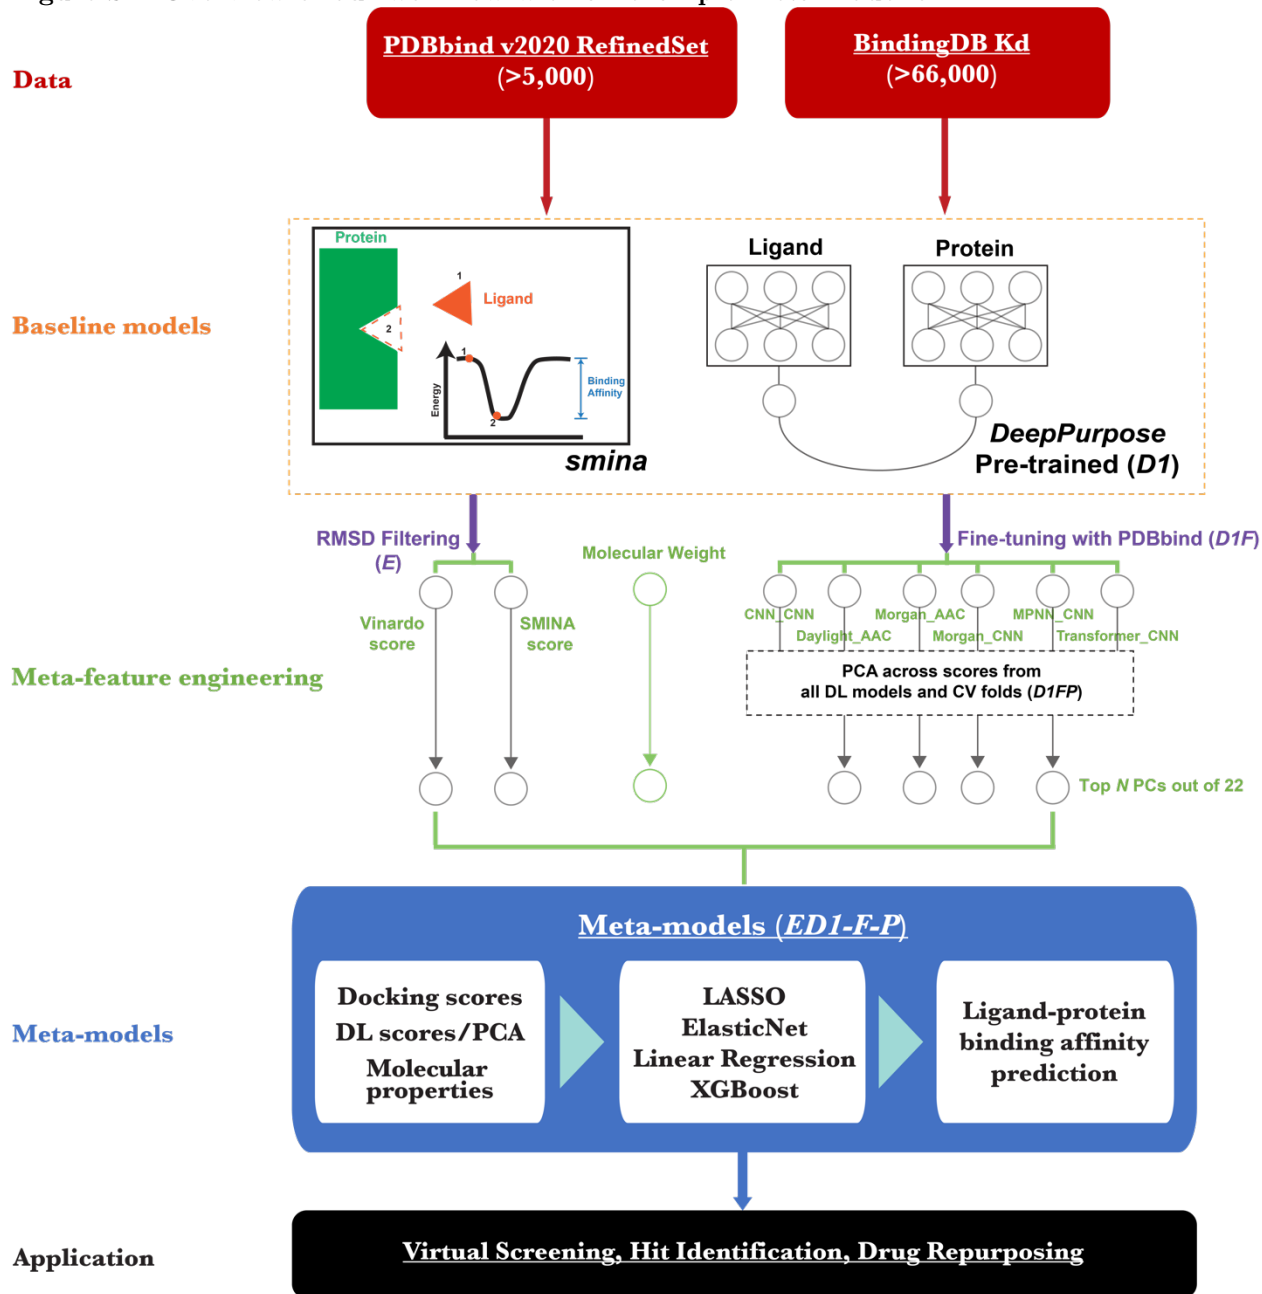 Data
PDBbind v2020 RefinedSet
(>5,000)
BindingDB Kd
(>66,000)
Baseline models
Protein
1
Ligand
2
Energy
1
2
Binding
Affinity
smina
Ligand
Protein
DeepPurpose
Pre-trained (D1)
RMSD Filtering
(E)
Fine-tuning with PDBbind (D1F)
Meta-feature engineering
Vinardo
score
SMINA
score
Molecular Weight
CNN_CNN
Daylight_AAC
Morgan_AAC
Morgan_CNN
MPNN_CNN
Transformer_CNN
PCA across scores from
all DL models and CV folds (D1FP)
Top N PCs out of 22
Meta-models
Meta-models (ED1-F-P)
Docking scores
DL scores/PCA
Molecular
properties
LASSO
ElasticNet
Linear Regression
XGBoost
Ligand-protein
binding affinity
prediction
Application
Virtual Screening, Hit Identification, Drug Repurposing